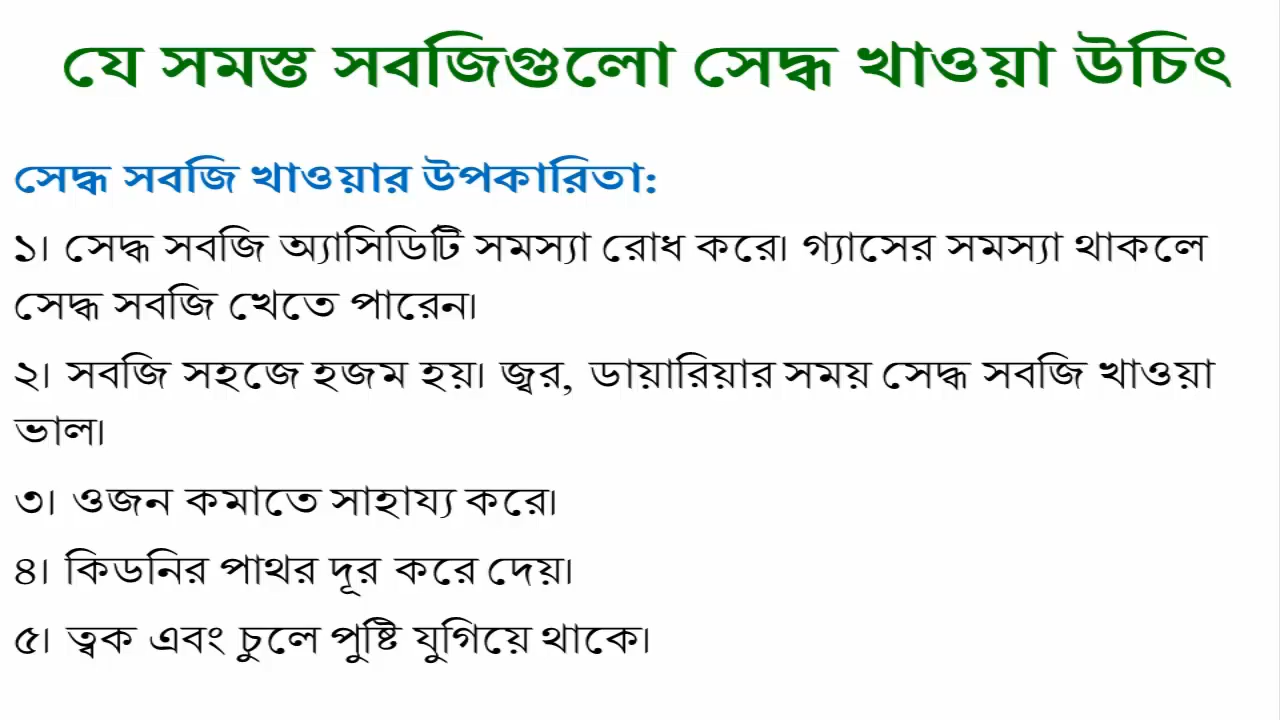 যে সমস্ত সবজিগুলো সেদ্ধ খাওয়া উচিৎ
সেদ্ধ সবজি খাওয়ার উপকারিতা:
১। সেদ্ধ সবজি অ্যাসিডিটি সমস্যা রোধ করে। গ্যাসের সমস্যা থাকলে
সেদ্ধ সবজি খেতে পারেন।
২। সবজি সহজে হজম হয়। জ্বর, ডায়ারিয়ার সময় সেদ্ধ সবজি খাওয়া
ভাল।
৩। ওজন কমাতে সাহায্য করে।
৪। কিডনির পাথর দূর করে দেয়।
৫। ত্বক এবং চুলে পুষ্টি যুগিয়ে থাকে।